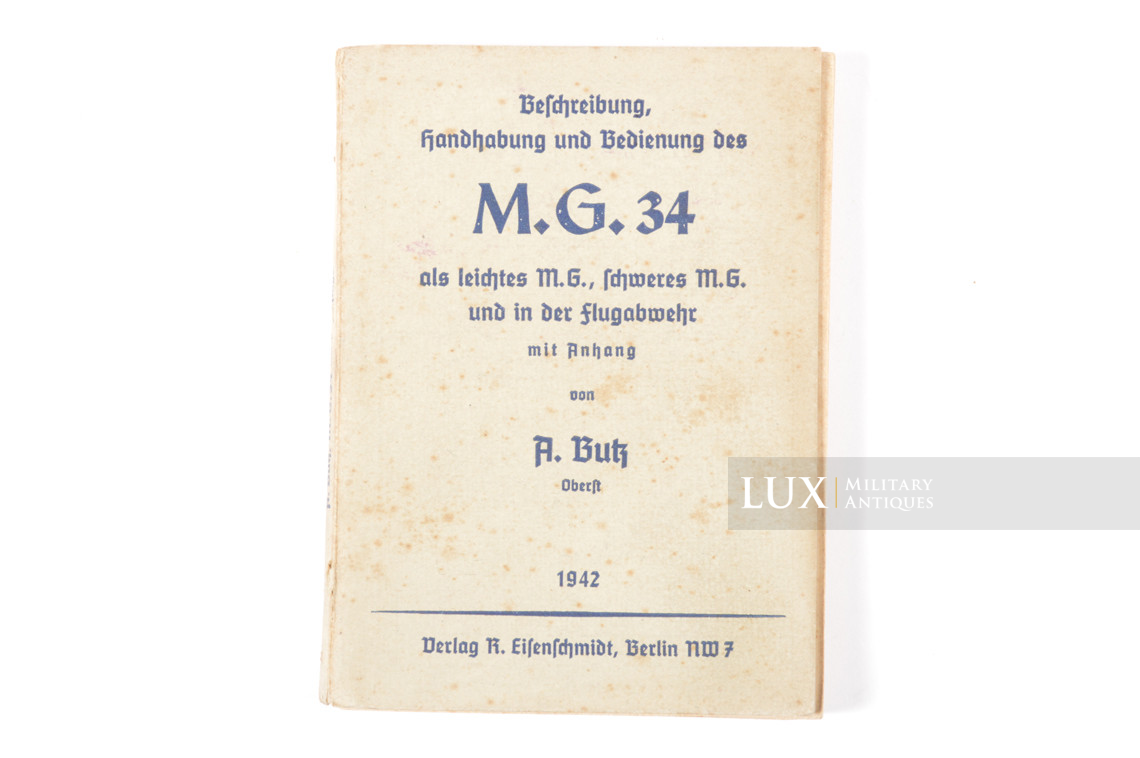 Beſchreibung,
Handhabung und Bedienung des
M.G. 34
als leichtes M.G., ſchweres M.G.
und in der Flugabwehr
mit Anhang
von
A. Butz
Oberſt
1942
Verlag R. Eiſenſchmidt, Berlin NW 7
LUX MILITARY ANTIQUES